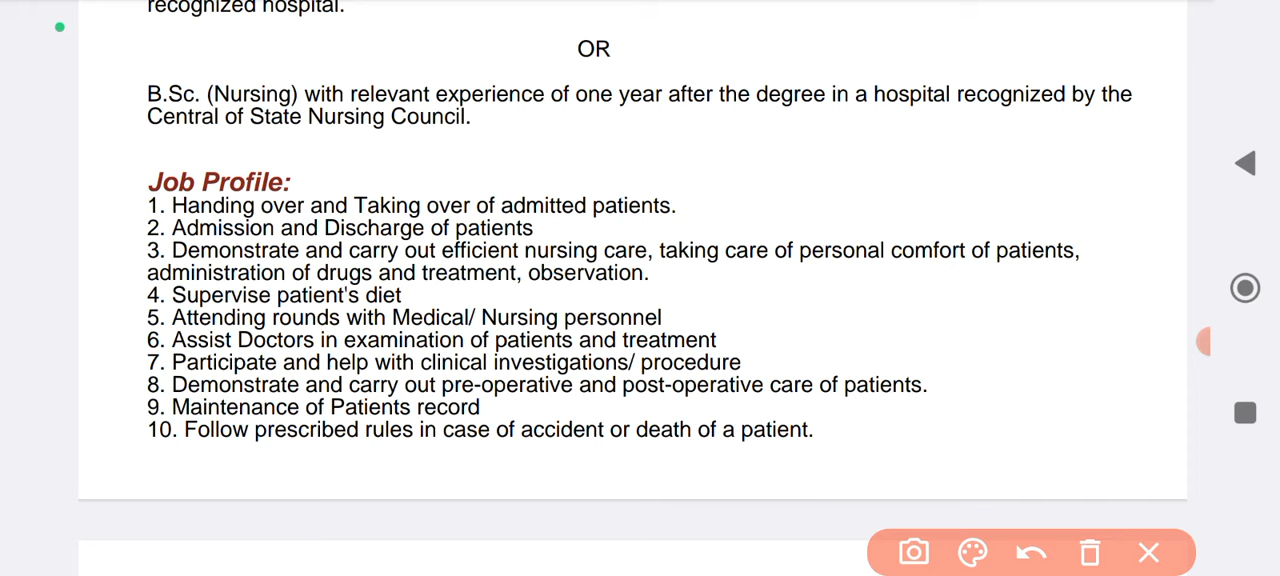 recognized hospital.
OR
B.Sc. (Nursing) with relevant experience of one year after the degree in a hospital recognized by the
Central of State Nursing Council.
Job Profile:
1. Handing over and Taking over of admitted patients.
2. Admission and Discharge of patients
3. Demonstrate and carry out efficient nursing care, taking care of personal comfort of patients,
administration of drugs and treatment, observation.
4. Supervise patient's diet
5. Attending rounds with Medical/ Nursing personnel
6. Assist Doctors in examination of patients and treatment
7. Participate and help with clinical investigations/ procedure
8. Demonstrate and carry out pre-operative and post-operative care of patients.
9. Maintenance of Patients record
10. Follow prescribed rules in case of accident or death of a patient.